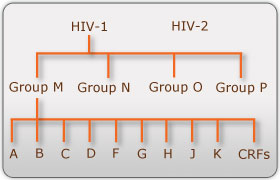 HIV-1 HIV-2
Group M Group N Group O Group P
A B C D F G H J K CRFs